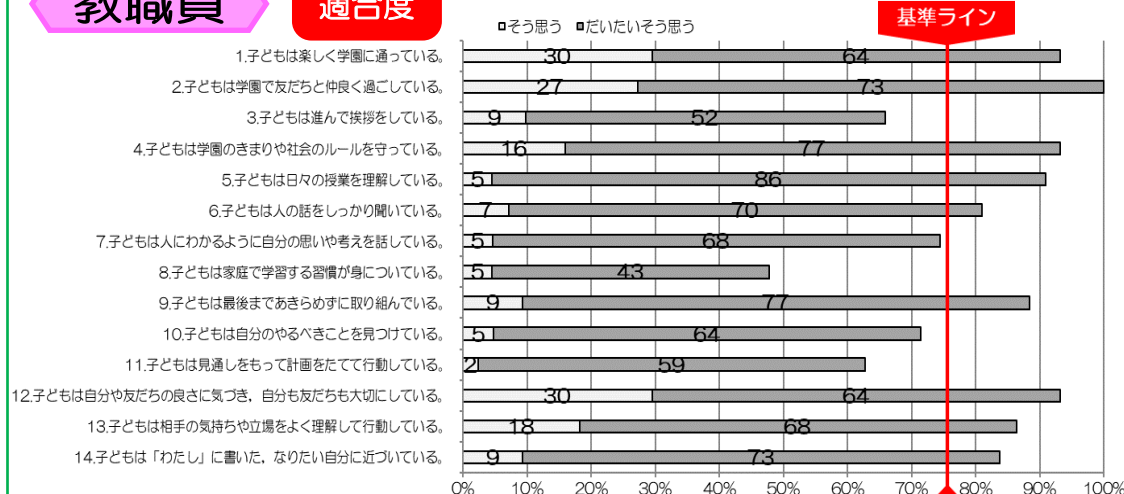 教職員
適合度
基準ライン
□そう思う ■だいたいそう思う
1.子どもは楽しく学園に通っている。 30 64
2.子どもは学園で友だちと仲良く過ごしている。 27 73
3.子どもは進んで挨拶をしている。 9 52
4.子どもは学園のきまりや社会のルールを守っている。 16 77
5.子どもは日々の授業を理解している。 5 86
6.子どもは人の話をしっかり聞いている。 7 70
7.子どもは人にわかるように自分の思いや考えを話している。 5 68
8.子どもは家庭で学習する習慣が身についている。 5 43
9.子どもは最後まであきらめずに取り組んでいる。 9 77
10.子どもは自分のやるべきことを見つけている。 5 64
11.子どもは見通しをもって計画をたてて行動している。 2 59
12.子どもは自分や友だちの良さに気づき，自分も友だちも大切にしている。 30 64
13.子どもは相手の気持ちや立場をよく理解して行動している。 18 68
14.子どもは「わたし」に書いた，なりたい自分に近づいている。 9 73
0% 10% 20% 30% 40% 50% 60% 70% 80% 90% 100%